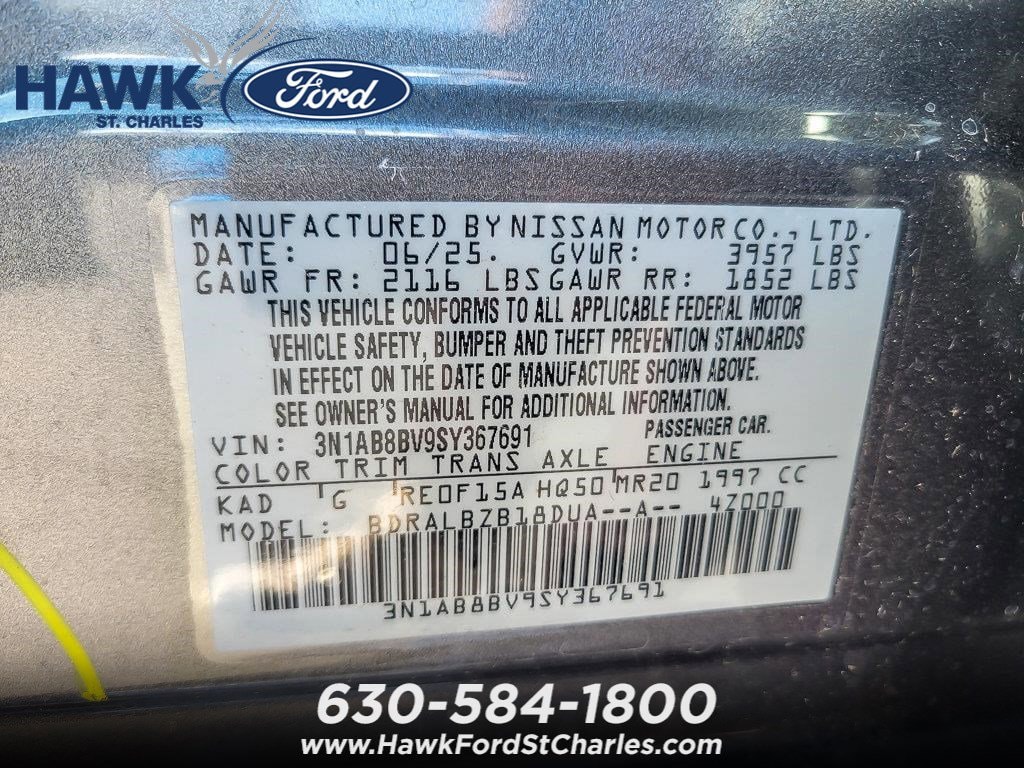 HAWK
ST. CHARLES
Ford
MANUFACTURED BY NISSAN MOTOR CO., LTD.
DATE: 06/25. GVWR: 3957 LBS
GAWR FR: 2116 LBS GAWR RR: 1852 LBS
THIS VEHICLE CONFORMS TO ALL APPLICABLE FEDERAL MOTOR
VEHICLE SAFETY, BUMPER AND THEFT PREVENTION STANDARDS
IN EFFECT ON THE DATE OF MANUFACTURE SHOWN ABOVE.
SEE OWNER'S MANUAL FOR ADDITIONAL INFORMATION.
VIN: 3N1AB8BV9SY367691 PASSENGER CAR.
COLOR TRIM TRANS AXLE ENGINE
KAD G RE0F15A HQ50 MR20 1997 CC
MODEL: BDRALBZB18DUA--A-- 4Z000
3N1AB8BV9SY367691
630-584-1800
www.HawkFordStCharles.com